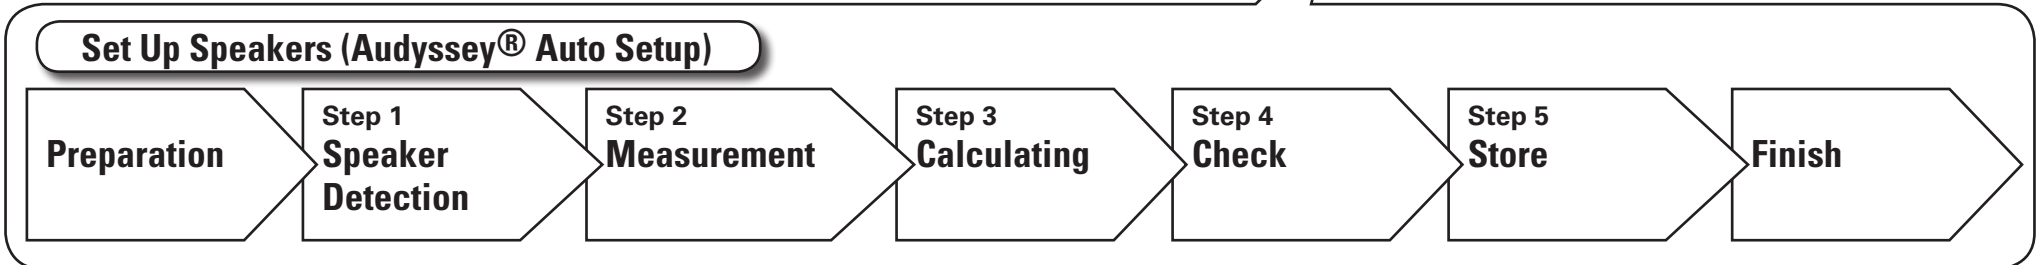 Set Up Speakers (Audyssey® Auto Setup)
Preparation
Step 1
Speaker
Detection
Step 2
Measurement
Step 3
Calculating
Step 4
Check
Step 5
Store
Finish